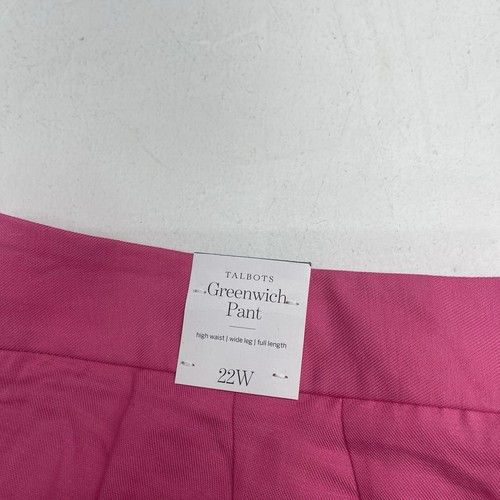 TALBOTS
Greenwich
Pant
high waist | wide leg | full length
22W